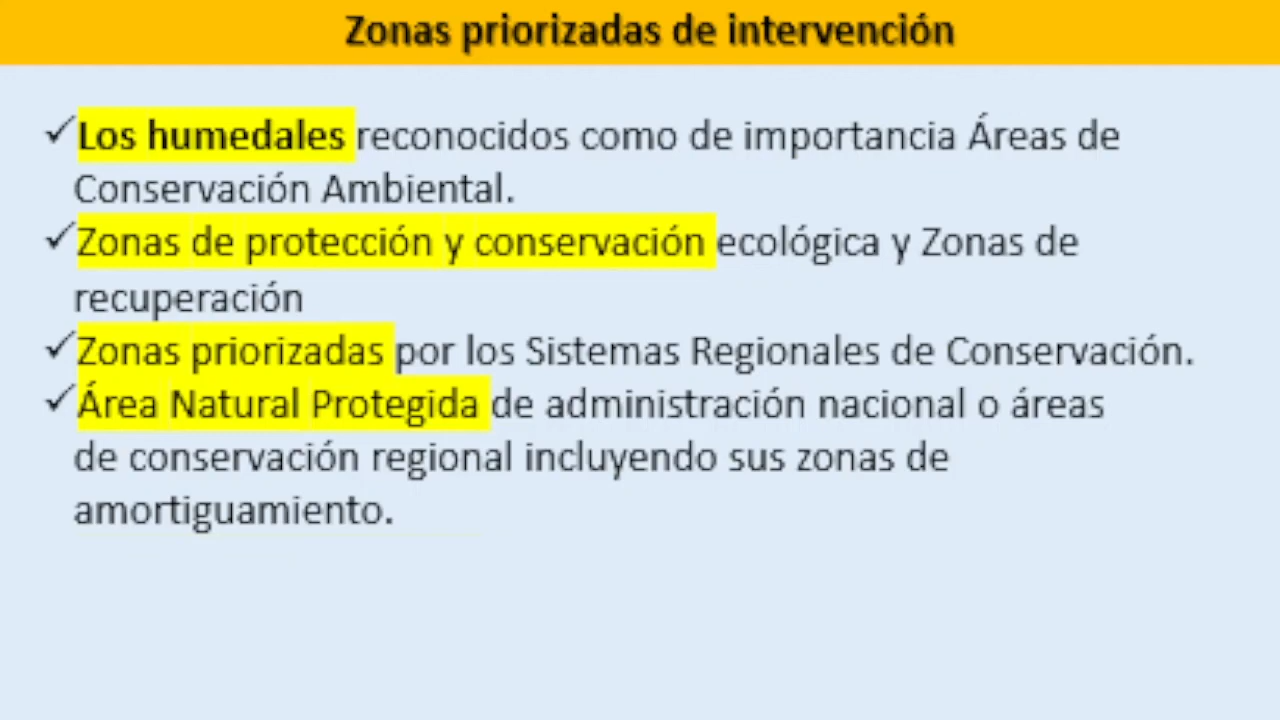 Zonas priorizadas de intervención
✓Los humedales reconocidos como de importancia Áreas de
Conservación Ambiental.
✓Zonas de protección y conservación ecológica y Zonas de
recuperación
✓Zonas priorizadas por los Sistemas Regionales de Conservación.
✓Área Natural Protegida de administración nacional o áreas
de conservación regional incluyendo sus zonas de
amortiguamiento.